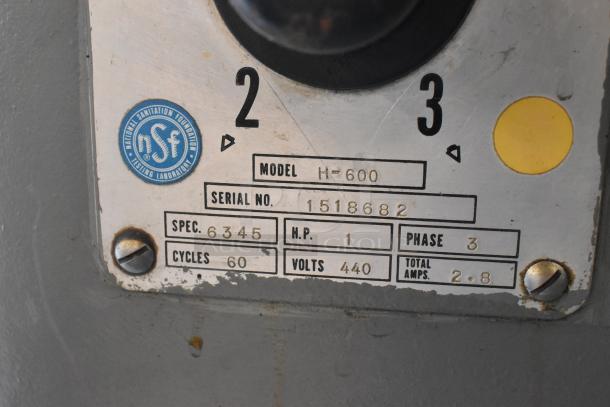 2 3
NATIONAL SANITATION FOUNDATION
nsf
®
TESTING LABORATORY
MODEL H-600
SERIAL NO. 1518682
SPEC. 6345 H.P. 1 PHASE 3
CYCLES 60 VOLTS 440 TOTAL AMPS. 2.8